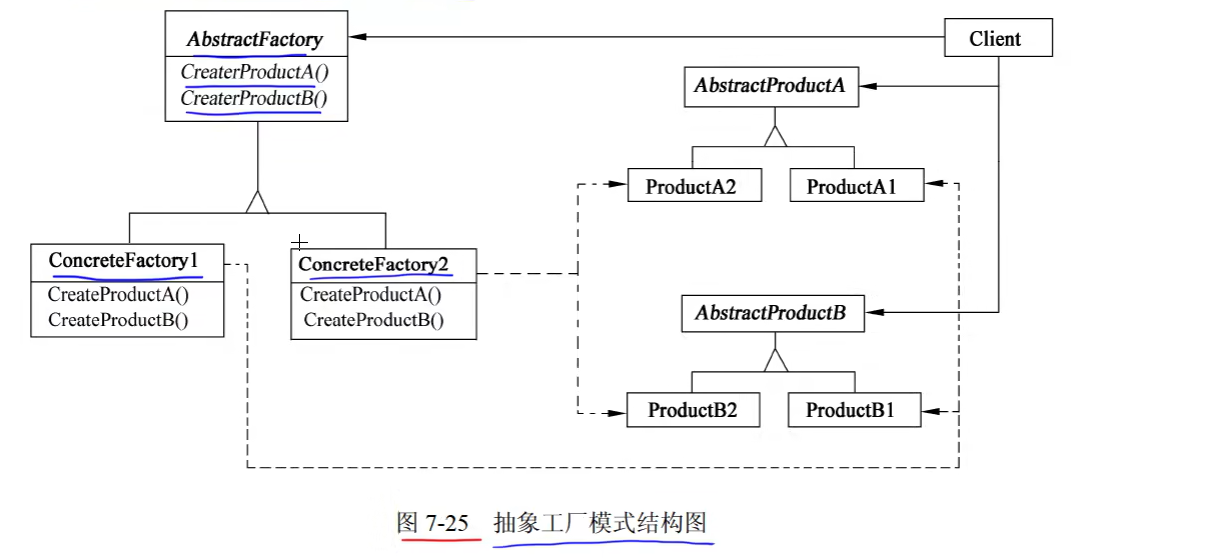 AbstractFactory
CreaterProductA()
CreaterProductB()
Client
AbstractProductA
ProductA2
ProductA1
ConcreteFactory1
CreateProductA()
CreateProductB()
ConcreteFactory2
CreateProductA()
CreateProductB()
AbstractProductB
ProductB2
ProductB1
图 7-25 抽象工厂模式结构图